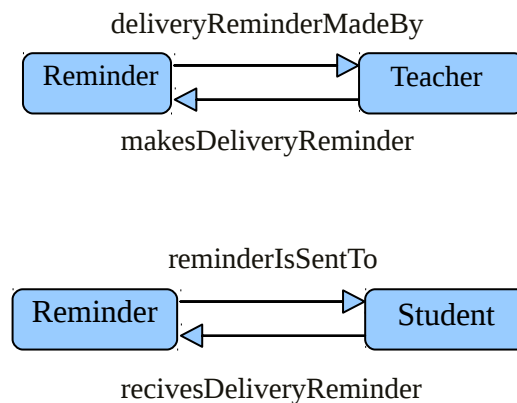 deliveryReminderMadeBy
Reminder
Teacher
makesDeliveryReminder
reminderIsSentTo
Reminder
Student
recivesDeliveryReminder